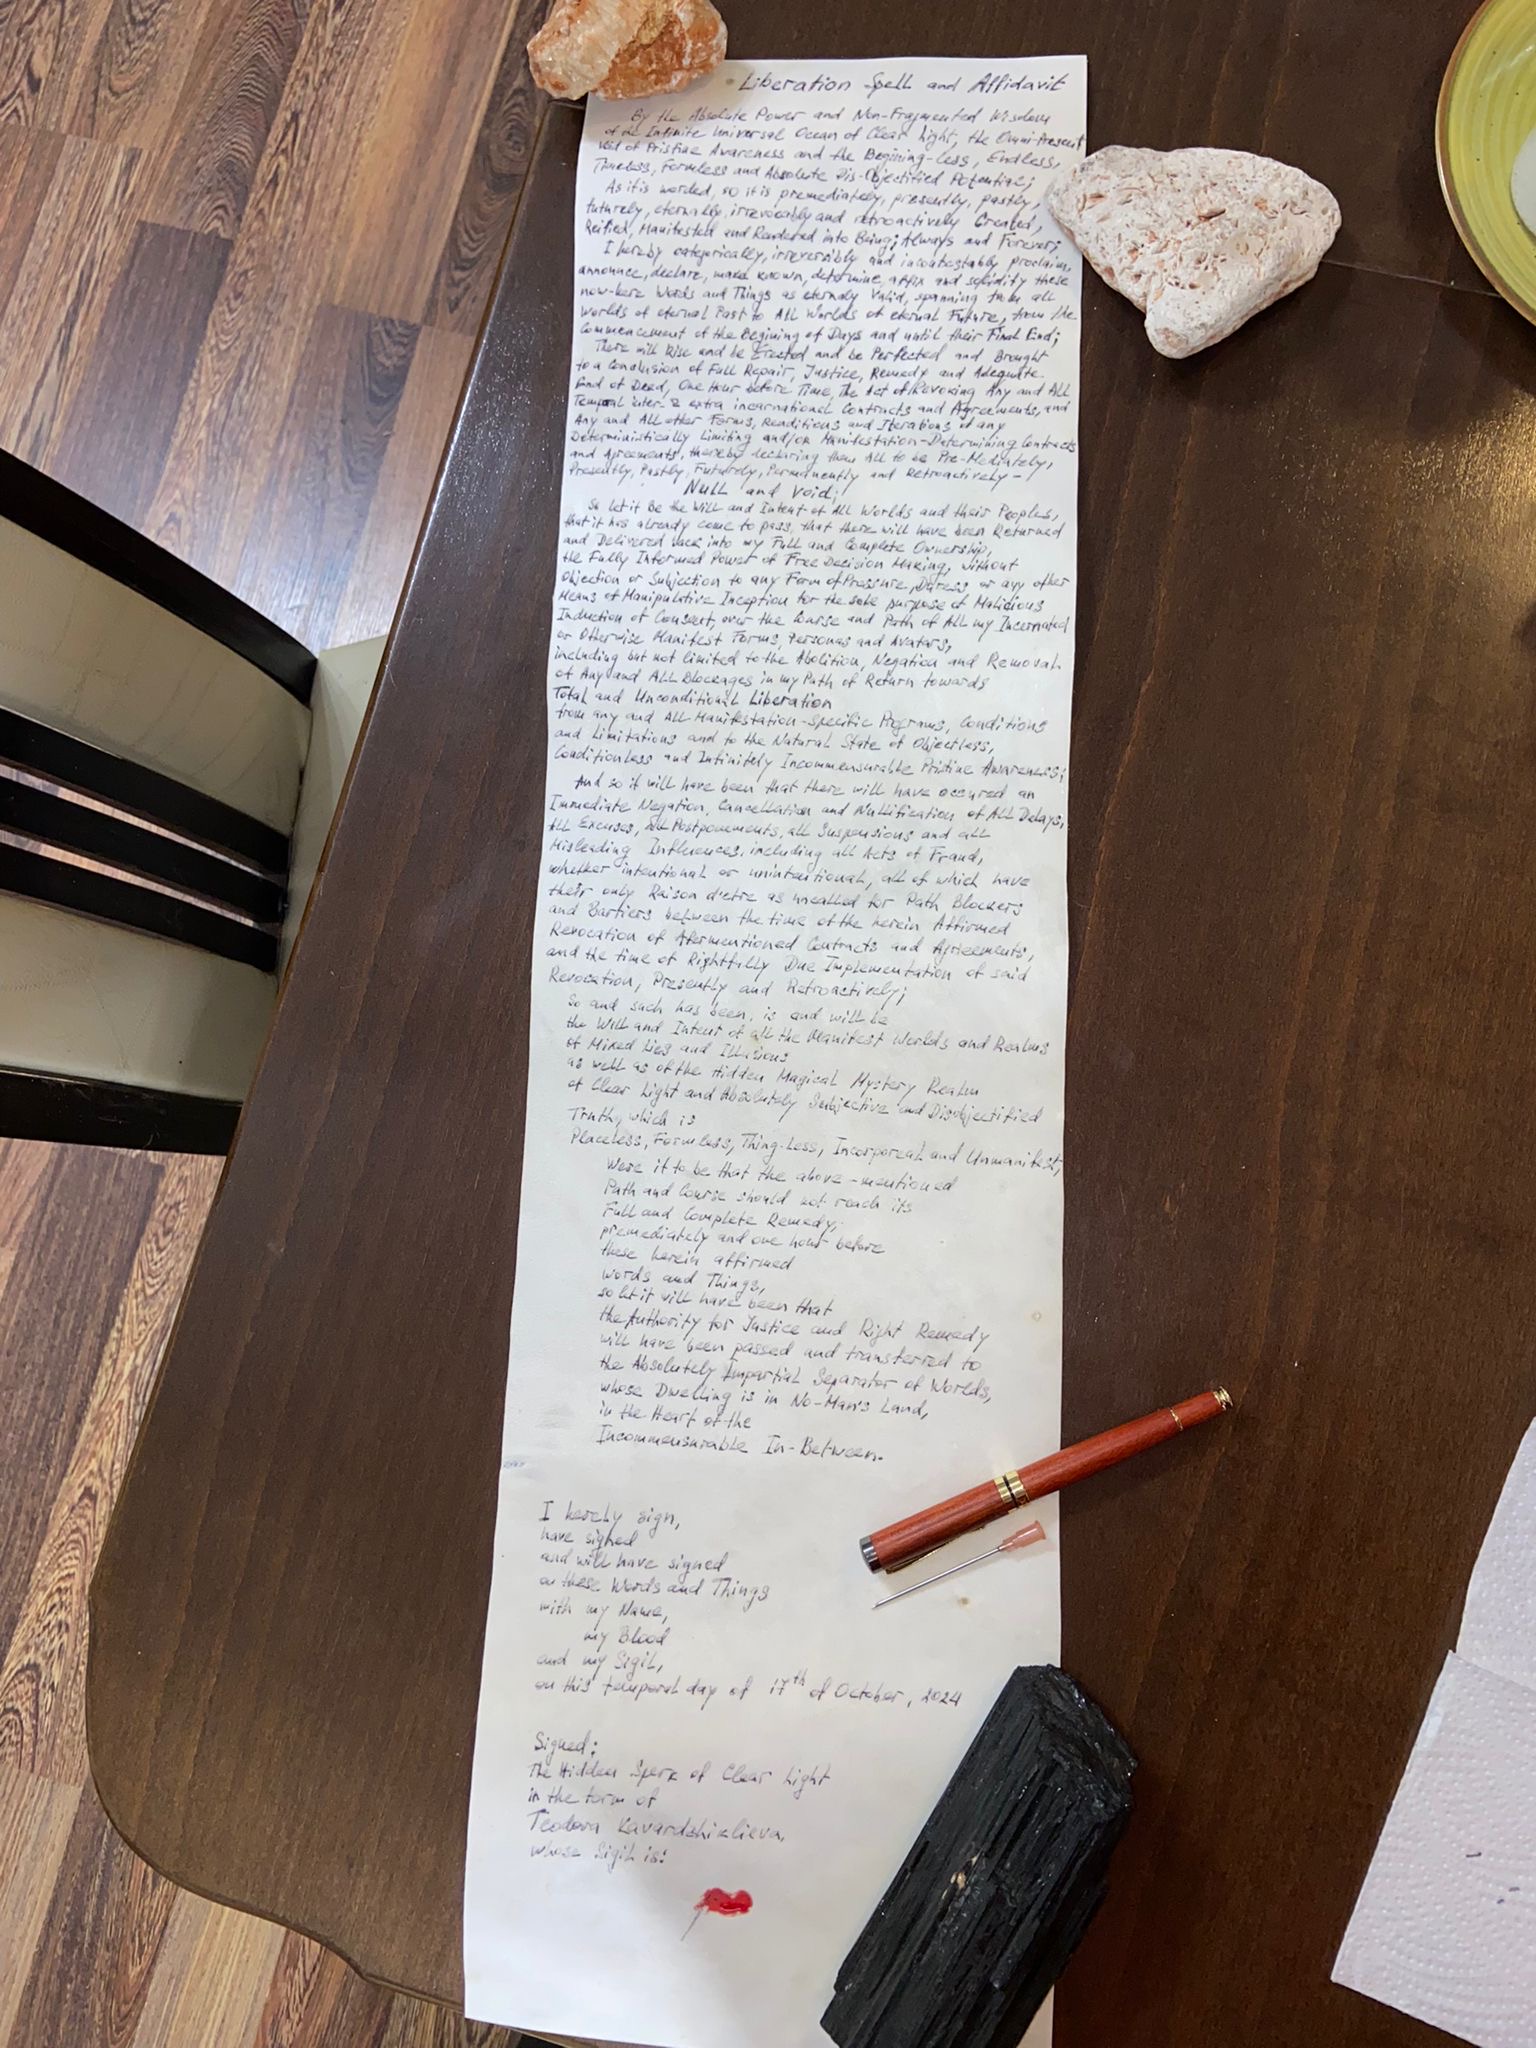 Liberation Spell and Affidavit
By the Absolute Power and Non-Fragmented Wisdom
of the Infinite Universal Ocean of Clear Light, the Omni-Present
Void of Pristine Awareness and the Begining-less, Endless,
Timeless, Formless and Absolute Dis-Objectified Potential;
As it is worded, so it is premediately, presently, pastly,
futurely, eternally, irrevocably and retroactively Created,
Reified, Manifested and Rendered into Being; Always and Forever;
I hereby categorically, irreversibly and incontestably proclaim,
announce, declare, make known, determine, affix and solidify these
now-here Words and Things as eternaly Valid, spanning from all
Worlds of eternal Past to All Worlds of eternal Future, from the
Commencement of the Begining of Days and until their Final End;
There will Rise and be Erected and be Perfected and Brought
to a Conclusion of Full Repair, Justice, Remedy and Adequate
End of Deed, One Hour before Time, The Act of Revoking Any and ALL
Temporal inter- & extra incarnational Contracts and Agreements, and
Any and All other Forms, Renditions and Iterations of any
Deterministically Limiting and/or Manifestation-Determining Contracts
and Agreements, thereby declaring them All to be Pre-Mediately,
Presently, Pastly, Futurely, Permanently and Retroactively -
Null and Void;
So let it Be the Will and Intent of All Worlds and their Peoples,
that it has already come to pass, that there will have been Returned
and Delivered back into my Full and Complete Ownership,
the Fully Informed Power of Free Decision Making, without
Objection or Subjection to any Form of Pressure, Duress or any other
Means of Manipulative Inception for the sole purpose of Malicious
Induction of Consent, over the Course and Path of All my Incarnated
or Otherwise Manifest Forms, Personas and Avatars,
including but not limited to the Abolition, Negation and Removal
of Any and All Blockages in my Path of Return towards
Total and Unconditional Liberation
from any and All Manifestation-Specific Programs, Conditions
and Limitations and to the Natural State of Objectless,
Conditionless and Infinitely Incommensurable Pristine Awareness;
And so it will have been that there will have occured an
Immediate Negation, Cancellation and Nullification of All Delays,
All Excuses, all Postponements, all Suspensions and all
Misleading Influences, including all Acts of Fraud,
whether intentional or unintentional, all of which have
their only Raison d'etre as uncalled for Path Blockers
and Barriers between the time of the herein Affirmed
Revocation of Afermentioned Contracts and Agreements,
and the time of Rightfully Due Implementation of said
Revocation, Presently and Retroactively;
So and such has been, is and will be
the Will and Intent of all the Manifest Worlds and Realms
of Mixed Lies and Illusions
as well as of the Hidden Magical Mystery Realm
of Clear Light and Absolutely Subjective and Disobjectified
Truth, which is
Placeless, Formless, Thing-Less, Incorporeal and Unmanifest;
Were it to be that the above-mentioned
Path and Course should not reach its
Full and Complete Remedy,
premediately and one hour before
these herein affirmed
words and Things,
so let it will have been that
the Authority for Justice and Right Remedy
will have been passed and transferred to
the Absolutely Impartial Separator of Worlds,
whose Dwelling is in No-Man's Land,
in the Heart of the
Incommensurable In-Between.
I hereby sign,
have signed
and will have signed
on these Words and Things
with my Name,
my Blood
and my Sigil,
on this temporal day of 17th of October, 2024
Signed:
The Hidden Spark of Clear Light
in the form of
Teodora Kavardshiklieva,
whose Sigil is: